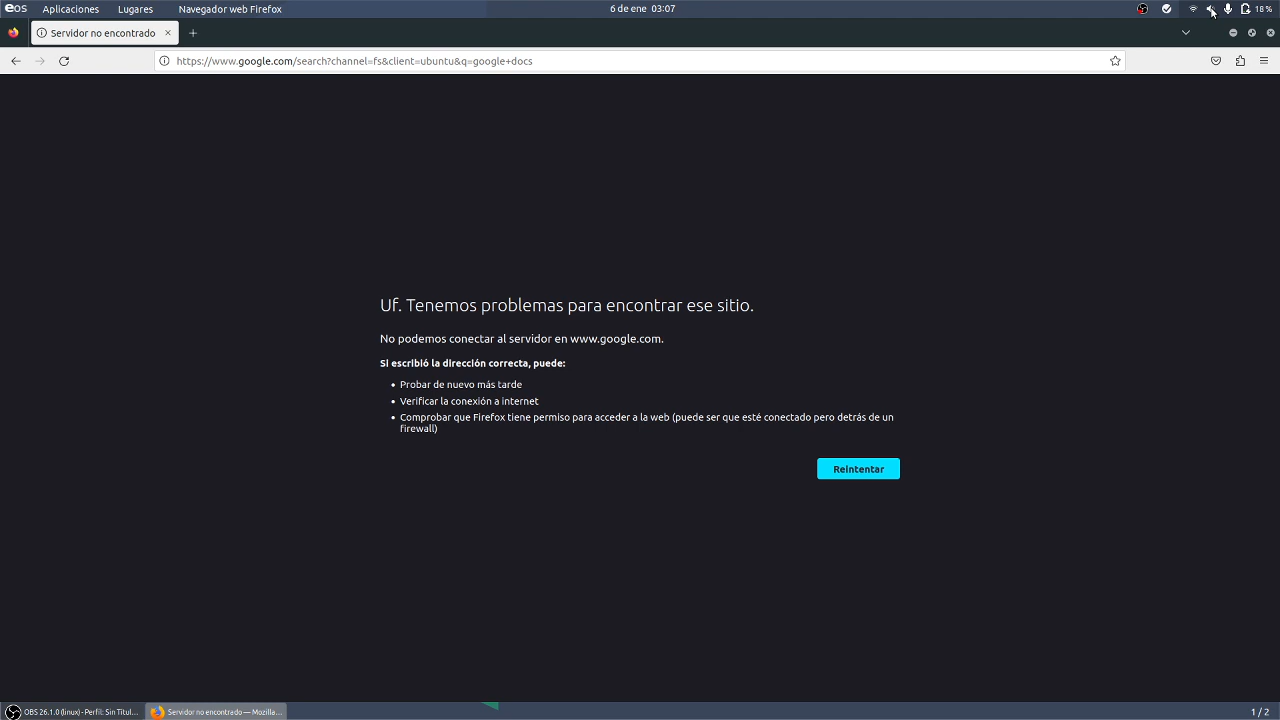 eos Aplicaciones Lugares Navegador web Firefox 6 de ene 03:07 18 %
Servidor no encontrado
https://www.google.com/search?channel=fs&client=ubuntu&q=google+docs
Uf. Tenemos problemas para encontrar ese sitio.
No podemos conectar al servidor en www.google.com.
Si escribió la dirección correcta, puede:
Probar de nuevo más tarde
Verificar la conexión a internet
Comprobar que Firefox tiene permiso para acceder a la web (puede ser que esté conectado pero detrás de un
firewall)
Reintentar
OBS 26.1.0 (linux) - Perfil: Sin Titul... Servidor no encontrado — Mozilla... 1 / 2